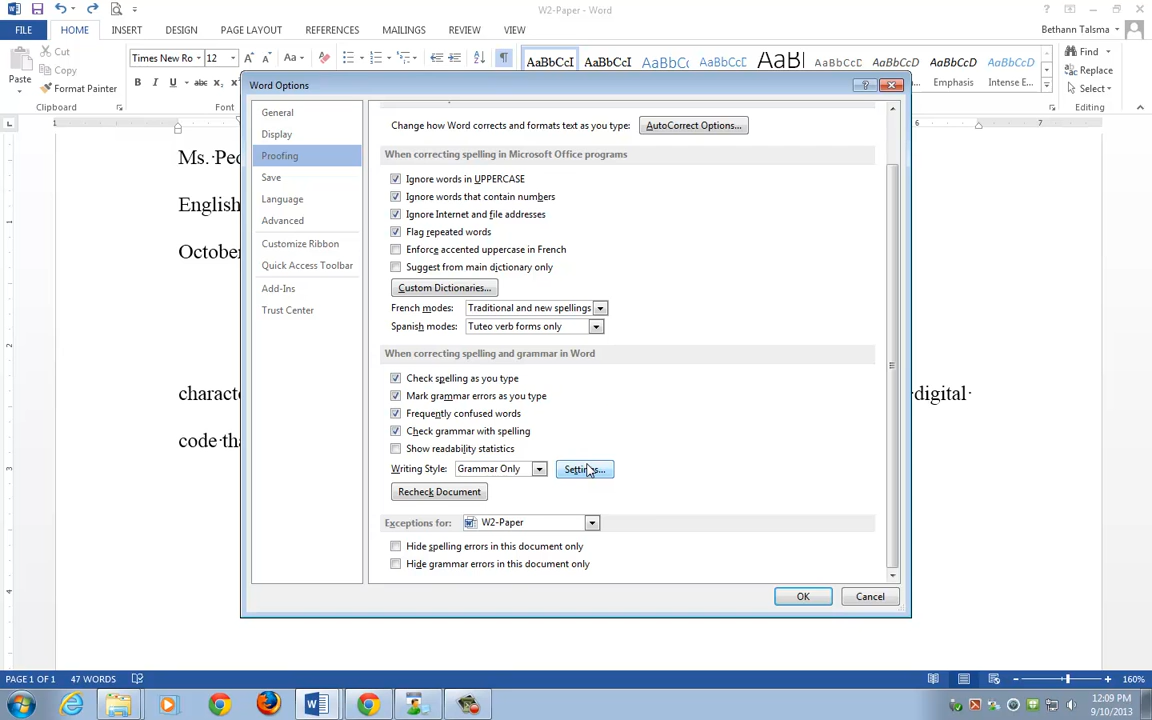 W2-Paper - Word
FILE HOME INSERT DESIGN PAGE LAYOUT REFERENCES MAILINGS REVIEW VIEW Bethann Talsma
Paste Cut Copy Format Painter
Times New Ro 12 Aa
B I U abc x
AaBbCcI AaBbCcI AaBbC AaBbCc AaB AaBbCcD AaBbCcD AaBbCcD AaBbCcD
Emphasis Intense E...
Find Replace Select
Clipboard Font Editing
Word Options
General
Display
Proofing
Save
Language
Advanced
Customize Ribbon
Quick Access Toolbar
Add-Ins
Trust Center
Change how Word corrects and formats text as you type: AutoCorrect Options...
When correcting spelling in Microsoft Office programs
Ignore words in UPPERCASE
Ignore words that contain numbers
Ignore Internet and file addresses
Flag repeated words
Enforce accented uppercase in French
Suggest from main dictionary only
Custom Dictionaries...
French modes: Traditional and new spellings
Spanish modes: Tuteo verb forms only
When correcting spelling and grammar in Word
Check spelling as you type
Mark grammar errors as you type
Frequently confused words
Check grammar with spelling
Show readability statistics
Writing Style: Grammar Only Settings...
Recheck Document
Exceptions for: W2-Paper
Hide spelling errors in this document only
Hide grammar errors in this document only
OK Cancel
Ms.·Ped
English
October
characte digital·
code·tha
PAGE 1 OF 1 47 WORDS 160%
12:09 PM
9/10/2013